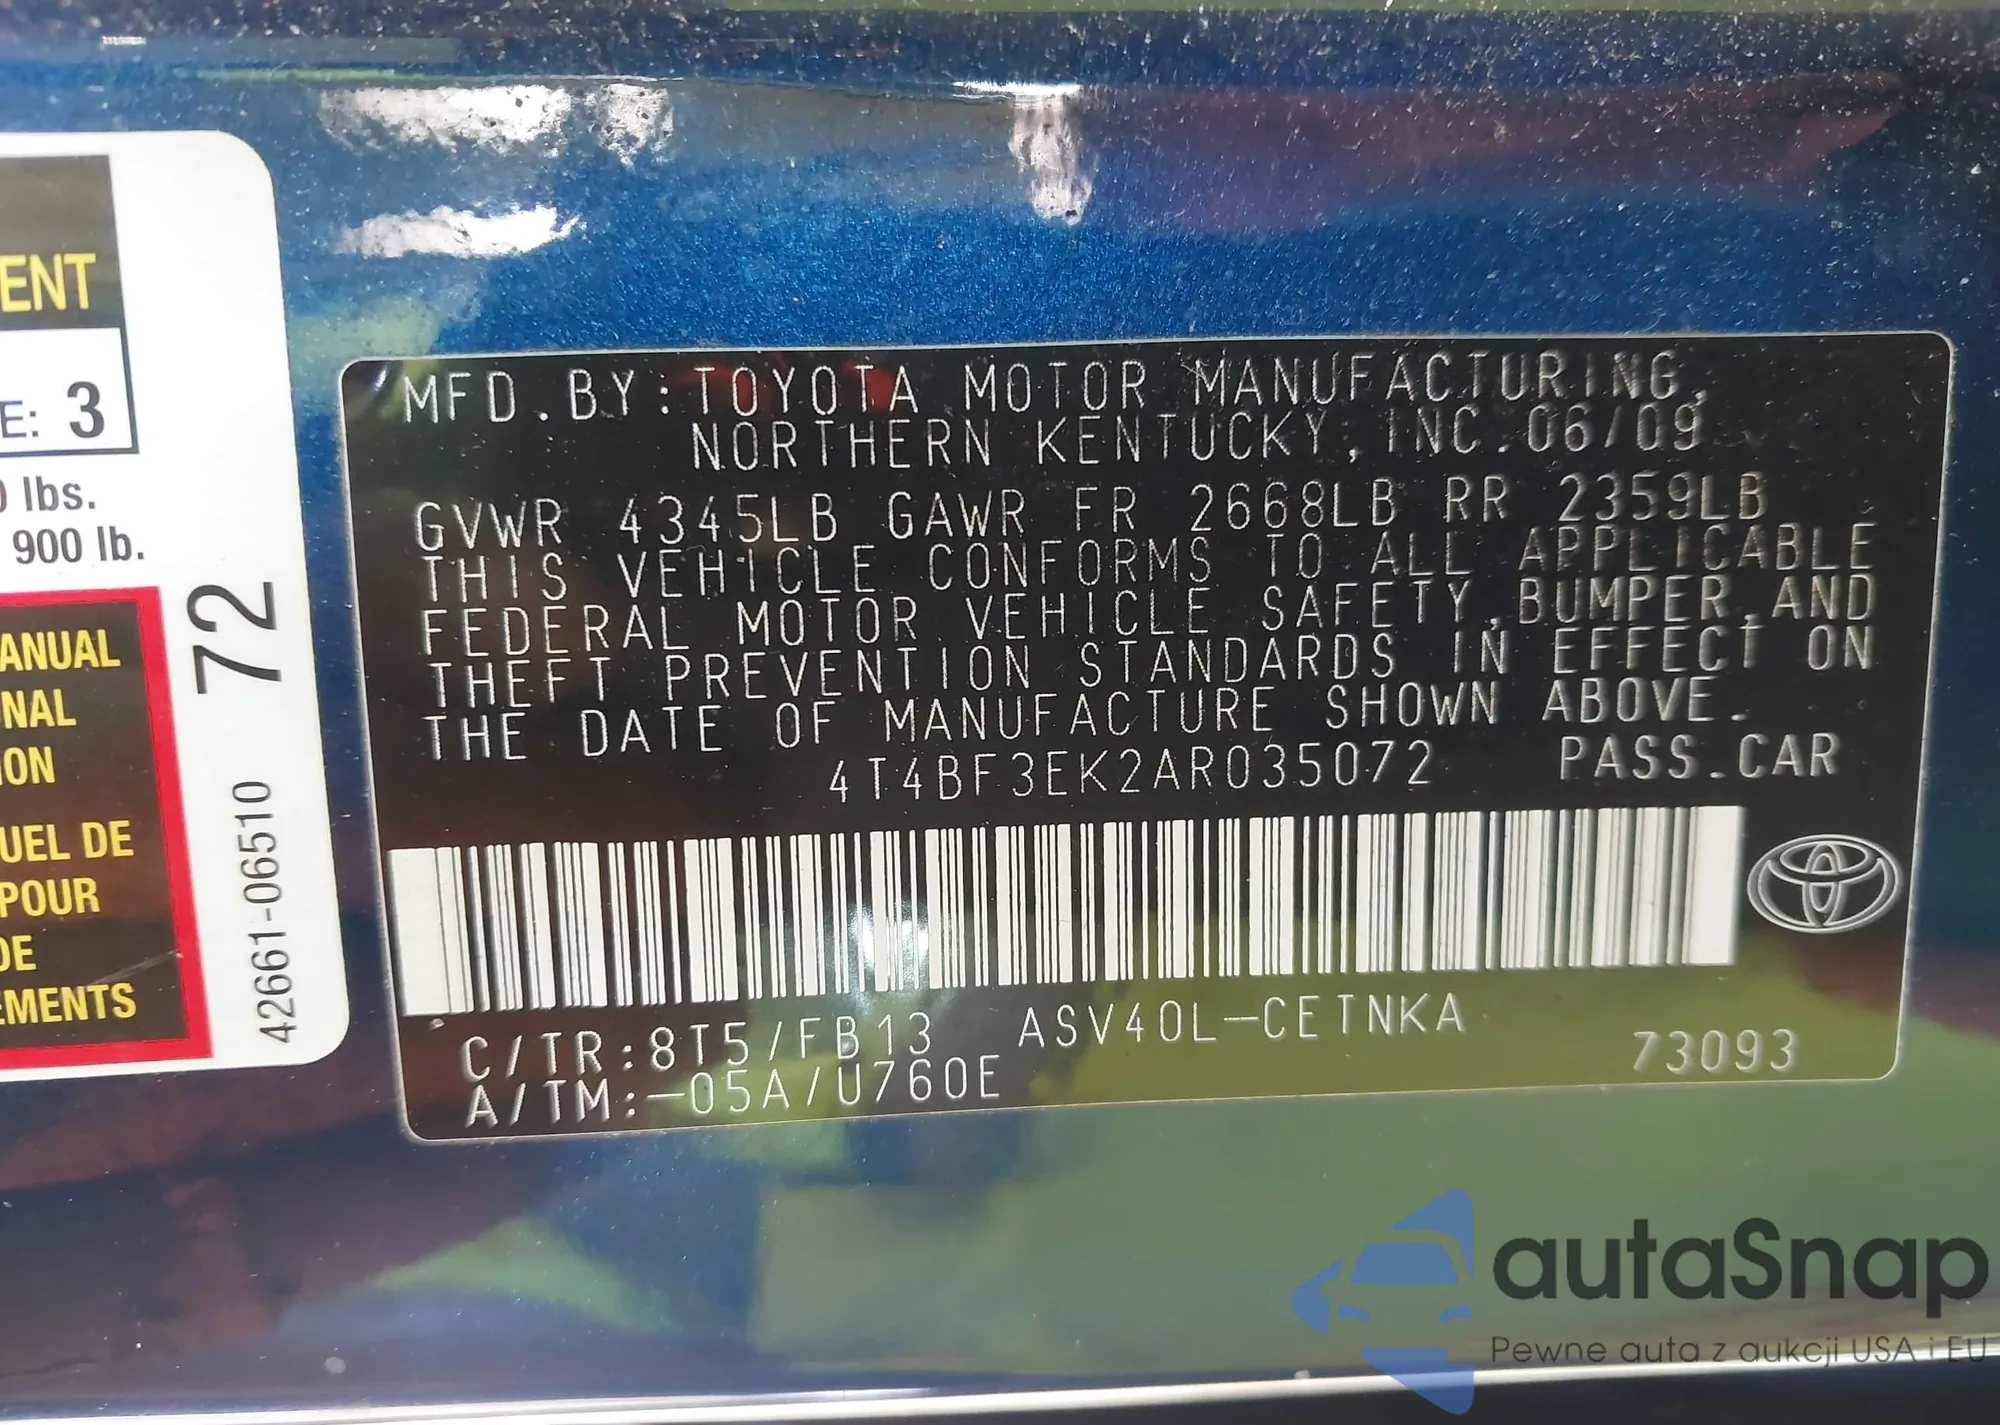 ENT
E: 3
lbs.
900 lb.
ANUAL
NAL
ION
UEL DE
POUR
DE
EMENTS
72
42661-06510
MFD.BY:TOYOTA MOTOR MANUFACTURING,
NORTHERN KENTUCKY, INC.06/09
GVWR 4345LB GAWR FR 2668LB RR 2359LB
THIS VEHICLE CONFORMS TO ALL APPLICABLE
FEDERAL MOTOR VEHICLE SAFETY,BUMPER,AND
THEFT PREVENTION STANDARDS IN EFFECT ON
THE DATE OF MANUFACTURE SHOWN ABOVE.
4T4BF3EK2AR035072 PASS.CAR
C/TR:8T5/FB13 ASV40L-CETNKA
A/TM:-05A/U760E 73093
autaSnap
Pewne auta z aukcji USA i EU